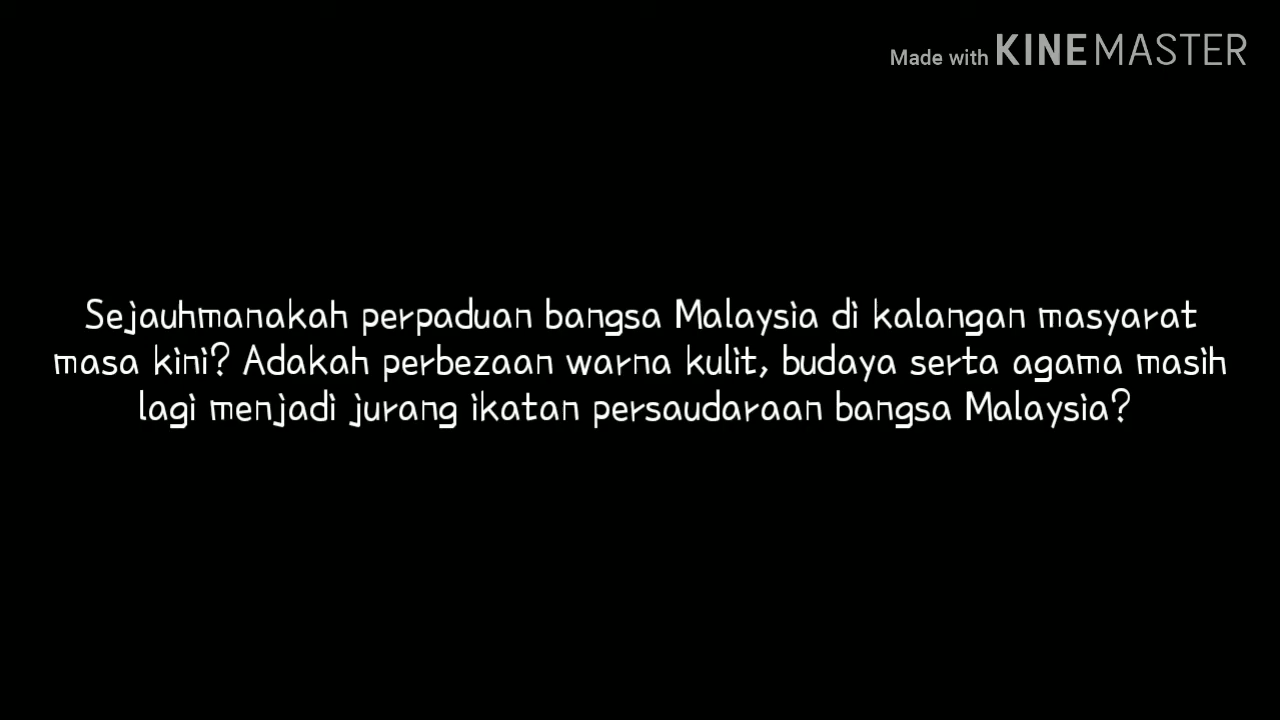 Made with KINEMASTER
Sejauhmanakah perpaduan bangsa Malaysia di kalangan masyarat
masa kini? Adakah perbezaan warna kulit, budaya serta agama masih
lagi menjadi jurang ikatan persaudaraan bangsa Malaysia?